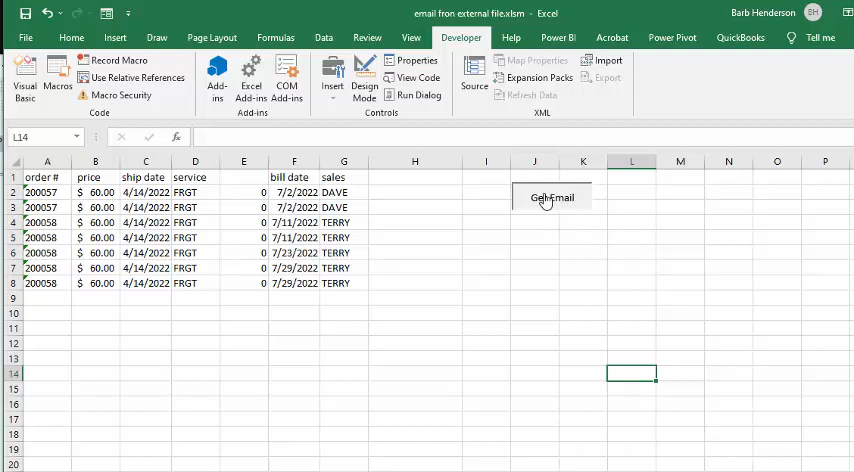 email fron external file.xlsm - Excel
Barb Henderson BH
File Home Insert Draw Page Layout Formulas Data Review View Developer Help Power BI Acrobat Power Pivot QuickBooks Tell me
Visual Basic
Macros
Record Macro
Use Relative References
Macro Security
Code
Add-ins
Excel Add-ins
COM Add-ins
Add-ins
Insert
Design Mode
Properties
View Code
Run Dialog
Controls
Source
Map Properties
Expansion Packs
Refresh Data
Import
Export
XML
L14 fx
A B C D E F G H I J K L M N O P
1 order # price ship date service bill date sales
2 200057 $ 60.00 4/14/2022 FRGT 0 7/2/2022 DAVE
3 200057 $ 60.00 4/14/2022 FRGT 0 7/2/2022 DAVE
4 200058 $ 60.00 4/14/2022 FRGT 0 7/11/2022 TERRY
5 200058 $ 60.00 4/14/2022 FRGT 0 7/11/2022 TERRY
6 200058 $ 60.00 4/14/2022 FRGT 0 7/23/2022 TERRY
7 200058 $ 60.00 4/14/2022 FRGT 0 7/29/2022 TERRY
8 200058 $ 60.00 4/14/2022 FRGT 0 7/29/2022 TERRY
Get Email
9
10
11
12
13
14
15
16
17
18
19
20